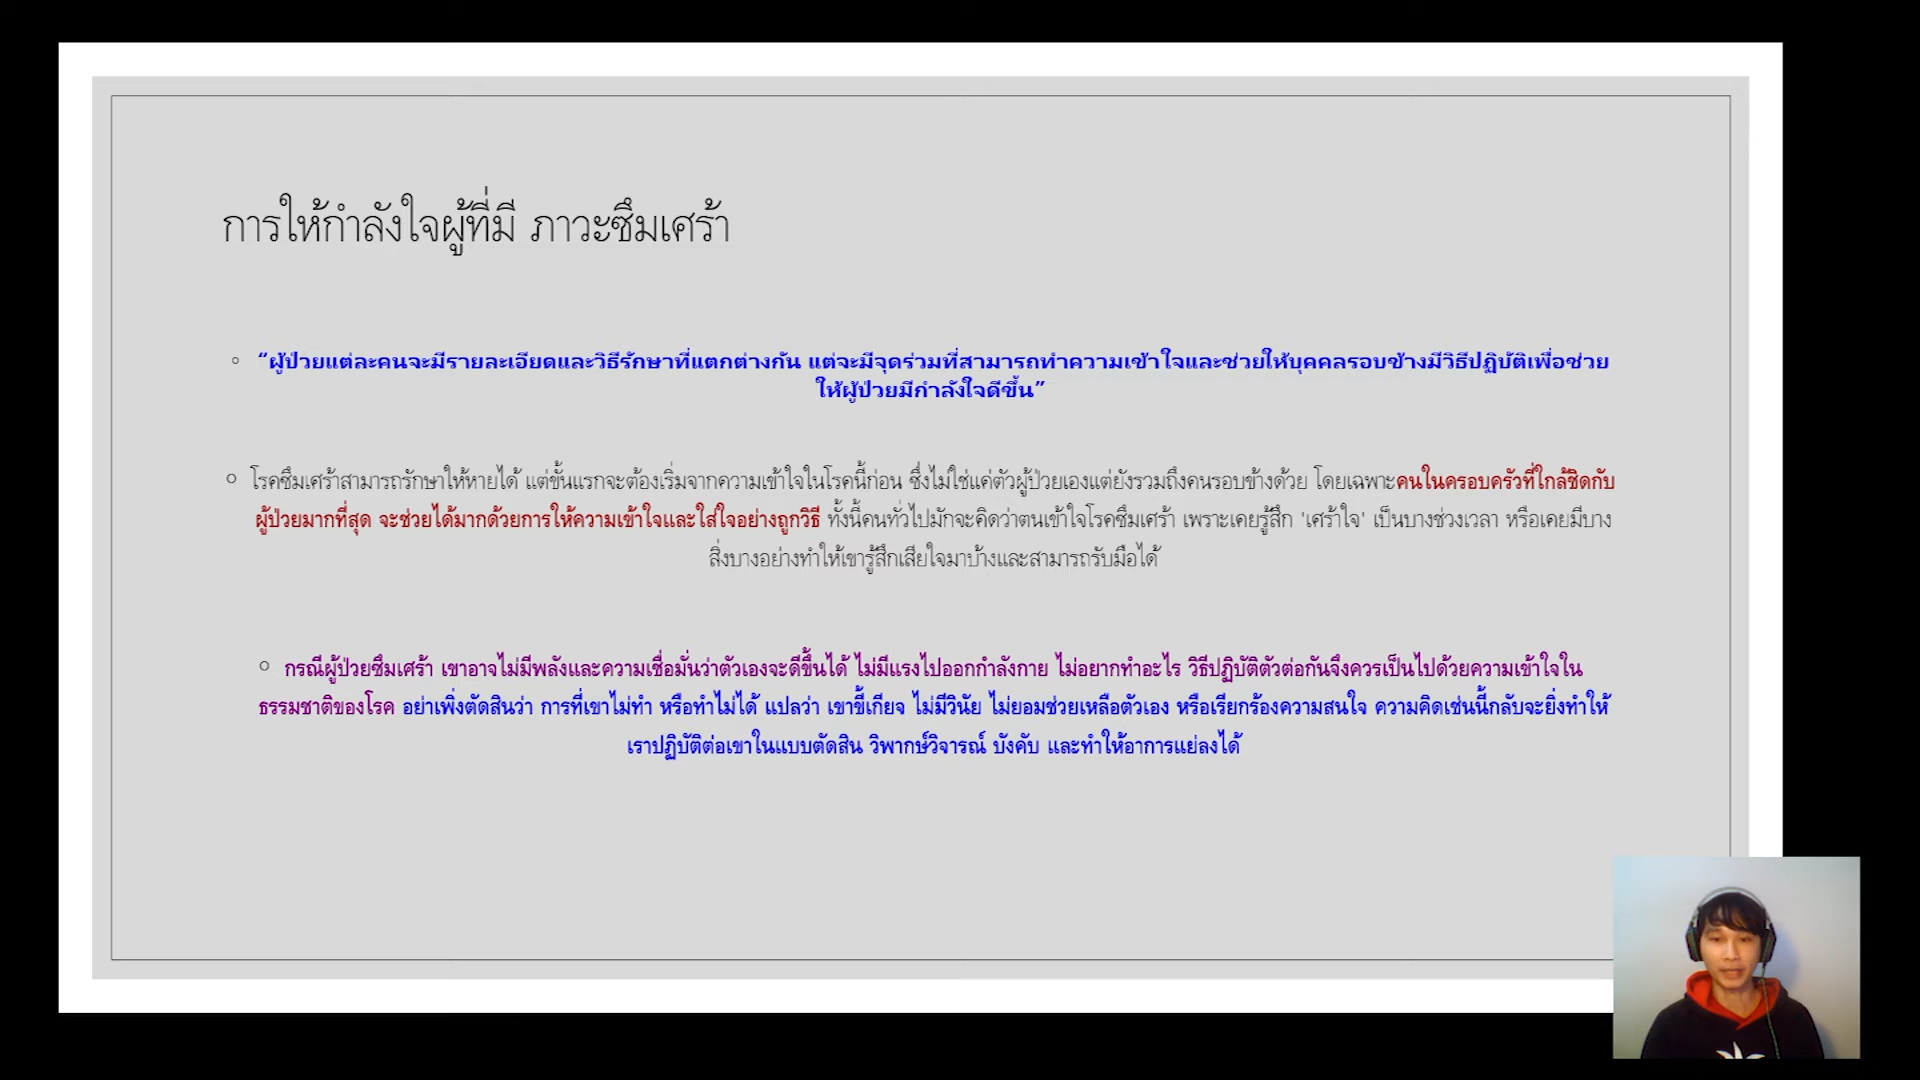 การให้กำลังใจผู้ที่มี ภาวะซึมเศร้า
“ผู้ป่วยแต่ละคนจะมีรายละเอียดและวิธีรักษาที่แตกต่างกัน แต่จะมีจุดร่วมที่สามารถทำความเข้าใจและช่วยให้บุคคลรอบข้างมีวิธีปฏิบัติเพื่อช่วย
ให้ผู้ป่วยมีกำลังใจดีขึ้น”
โรคซึมเศร้าสามารถรักษาให้หายได้ แต่ขั้นแรกจะต้องเริ่มจากความเข้าใจในโรคนี้ก่อน ซึ่งไม่ใช่แค่ตัวผู้ป่วยเองแต่ยังรวมถึงคนรอบข้างด้วย โดยเฉพาะคนในครอบครัวที่ใกล้ชิดกับ
ผู้ป่วยมากที่สุด จะช่วยได้มากด้วยการให้ความเข้าใจและใส่ใจอย่างถูกวิธี ทั้งนี้คนทั่วไปมักจะคิดว่าตนเข้าใจโรคซึมเศร้า เพราะเคยรู้สึก 'เศร้าใจ' เป็นบางช่วงเวลา หรือเคยมีบาง
สิ่งบางอย่างทำให้เขารู้สึกเสียใจมาบ้างและสามารถรับมือได้
กรณีผู้ป่วยซึมเศร้า เขาอาจไม่มีพลังและความเชื่อมั่นว่าตัวเองจะดีขึ้นได้ ไม่มีแรงไปออกกำลังกาย ไม่อยากทำอะไร วิธีปฏิบัติตัวต่อกันจึงควรเป็นไปด้วยความเข้าใจใน
ธรรมชาติของโรค อย่าเพิ่งตัดสินว่า การที่เขาไม่ทำ หรือทำไม่ได้ แปลว่า เขาขี้เกียจ ไม่มีวินัย ไม่ยอมช่วยเหลือตัวเอง หรือเรียกร้องความสนใจ ความคิดเช่นนี้กลับจะยิ่งทำให้
เราปฏิบัติต่อเขาในแบบตัดสิน วิพากษ์วิจารณ์ บังคับ และทำให้อาการแย่ลงได้